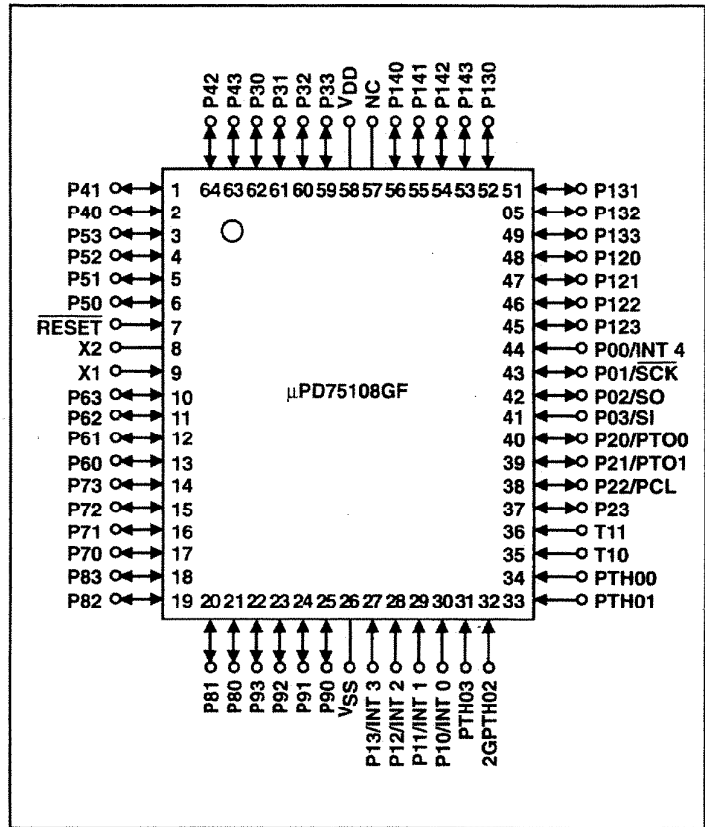 P42 P43 P30 P31 P32 P33 VDD NC P140 P141 P142 P143 P130
64 63 62 61 60 59 58 57 56 55 54 53 52
P41 1 51 P131
P40 2 05 P132
P53 3 49 P133
P52 4 48 P120
P51 5 47 P121
P50 6 46 P122
RESET 7 45 P123
X2 8 44 P00/INT 4
X1 9 43 P01/SCK
μPD75108GF
P63 10 42 P02/SO
P62 11 41 P03/SI
P61 12 40 P20/PTO0
P60 13 39 P21/PTO1
P73 14 38 P22/PCL
P72 15 37 P23
P71 16 36 T11
P70 17 35 T10
P83 18 34 PTH00
P82 19 33 PTH01
20 21 22 23 24 25 26 27 28 29 30 31 32
P81 P80 P93 P92 P91 P90 VSS P13/INT 3 P12/INT 2 P11/INT 1 P10/INT 0 PTH03 2GPTH02